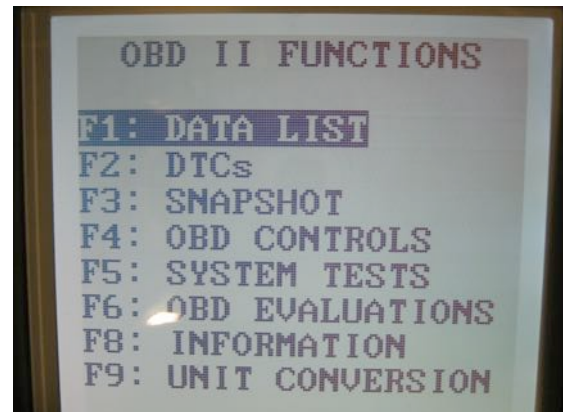 OBD II FUNCTIONS
F1: DATA LIST
F2: DTCs
F3: SNAPSHOT
F4: OBD CONTROLS
F5: SYSTEM TESTS
F6: OBD EVALUATIONS
F8: INFORMATION
F9: UNIT CONVERSION